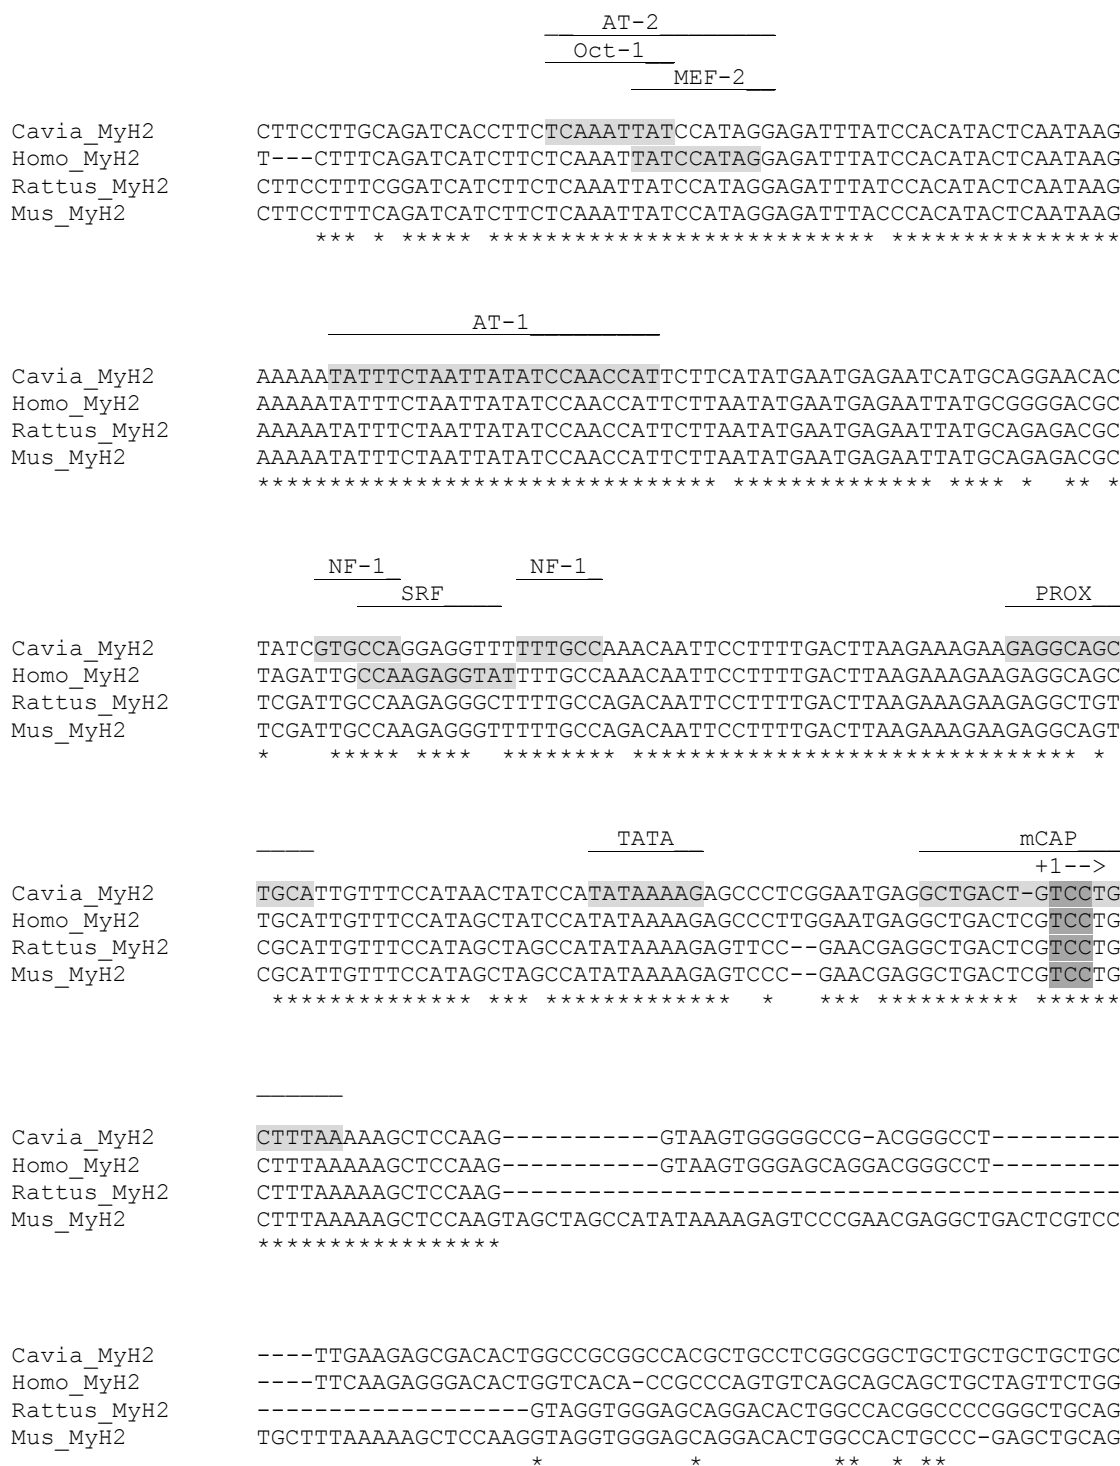 AT-2
Oct-1
MEF-2
Cavia_MyH2 CTTCCTTGCAGATCACCTTCTCAAATTATCCATAGGAGATTTATCCACATACTCAATAAG
Homo_MyH2 T---CTTTCAGATCATCTTCTCAAATTATCCATAGGAGATTTATCCACATACTCAATAAG
Rattus_MyH2 CTTCCTTTCGGATCATCTTCTCAAATTATCCATAGGAGATTTATCCACATACTCAATAAG
Mus_MyH2 CTTCCTTTCAGATCATCTTCTCAAATTATCCATAGGAGATTTACCCACATACTCAATAAG
*** * ***** *************************** ****************
AT-1
Cavia_MyH2 AAAAATATTTCTAATTATATCCAACCATTCTTCATATGAATGAGAATCATGCAGGAACAC
Homo_MyH2 AAAAATATTTCTAATTATATCCAACCATTCTTAATATGAATGAGAATTATGCGGGGACGC
Rattus_MyH2 AAAAATATTTCTAATTATATCCAACCATTCTTAATATGAATGAGAATTATGCAGAGACGC
Mus_MyH2 AAAAATATTTCTAATTATATCCAACCATTCTTAATATGAATGAGAATTATGCAGAGACGC
******************************** ************** **** * ** *
NF-1 NF-1
SRF PROX
Cavia_MyH2 TATCGTGCCAGGAGGTTTTTTGCCAAACAATTCCTTTTGACTTAAGAAAGAAGAGGCAGC
Homo_MyH2 TAGATTGCCAAGAGGTATTTTGCCAAACAATTCCTTTTGACTTAAGAAAGAAGAGGCAGC
Rattus_MyH2 TCGATTGCCAAGAGGGCTTTTGCCAGACAATTCCTTTTGACTTAAGAAAGAAGAGGCTGT
Mus_MyH2 TCGATTGCCAAGAGGGTTTTTGCCAGACAATTCCTTTTGACTTAAGAAAGAAGAGGCAGT
* ***** **** ******** ******************************* *
TATA mCAP
+1-->
Cavia_MyH2 TGCATTGTTTCCATAACTATCCATATAAAAGAGCCCTCGGAATGAGGCTGACT-GTCCTG
Homo_MyH2 TGCATTGTTTCCATAGCTATCCATATAAAAGAGCCCTTGGAATGAGGCTGACTCGTCCTG
Rattus_MyH2 CGCATTGTTTCCATAGCTAGCCATATAAAAGAGTTCC--GAACGAGGCTGACTCGTCCTG
Mus_MyH2 CGCATTGTTTCCATAGCTAGCCATATAAAAGAGTCCC--GAACGAGGCTGACTCGTCCTG
************** *** ************* * *** ********** ******
Cavia_MyH2 CTTTAAAAAGCTCCAAG-----------GTAAGTGGGGGCCG-ACGGGCCT---------
Homo_MyH2 CTTTAAAAAGCTCCAAG-----------GTAAGTGGGAGCAGGACGGGCCT---------
Rattus_MyH2 CTTTAAAAAGCTCCAAG-------------------------------------------
Mus_MyH2 CTTTAAAAAGCTCCAAGTAGCTAGCCATATAAAAGAGTCCCGAACGAGGCTGACTCGTCC
*****************
Cavia_MyH2 ----TTGAAGAGCGACACTGGCCGCGGCCACGCTGCCTCGGCGGCTGCTGCTGCTGCTGC
Homo_MyH2 ----TTCAAGAGGGACACTGGTCACA-CCGCCCAGTGTCAGCAGCAGCTGCTAGTTCTGG
Rattus_MyH2 -------------------GTAGGTGGGAGCAGGACACTGGCCACGGCCCCGGGCTGCAG
Mus_MyH2 TGCTTTAAAAAGCTCCAAGGTAGGTGGGAGCAGGACACTGGCCACTGCCC-GAGCTGCAG
* * ** * **